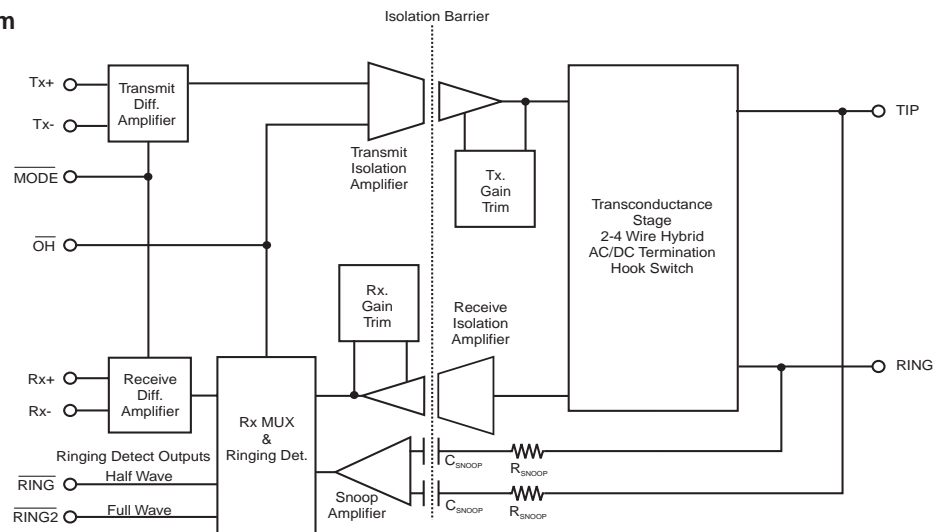 m
Isolation Barrier
Tx+
Transmit
Diff.
Amplifier
Tx-
MODE
OH
Transmit
Isolation
Amplifier
Tx.
Gain
Trim
Transconductance
Stage
2-4 Wire Hybrid
AC/DC Termination
Hook Switch
TIP
RING
Rx.
Gain
Trim
Receive
Isolation
Amplifier
Rx+
Rx-
Receive
Diff.
Amplifier
Rx MUX
&
Ringing Det.
Ringing Detect Outputs
RING
Half Wave
RING2
Full Wave
Snoop
Amplifier
CSNOOP
RSNOOP
CSNOOP
RSNOOP